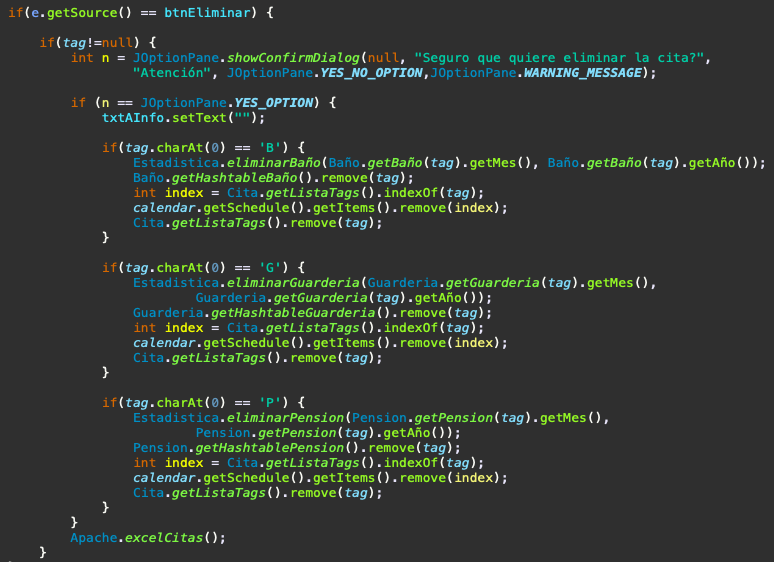 if(e.getSource() == btnEliminar) {
if(tag!=null) {
int n = JOptionPane.showConfirmDialog(null, "Seguro que quiere eliminar la cita?",
"Atención", JOptionPane.YES_NO_OPTION,JOptionPane.WARNING_MESSAGE);
if (n == JOptionPane.YES_OPTION) {
txtAInfo.setText("");
if(tag.charAt(0) == 'B') {
Estadistica.eliminarBaño(Baño.getBaño(tag).getMes(), Baño.getBaño(tag).getAño());
Baño.getHashtableBaño().remove(tag);
int index = Cita.getListaTags().indexOf(tag);
calendar.getSchedule().getItems().remove(index);
Cita.getListaTags().remove(tag);
}
if(tag.charAt(0) == 'G') {
Estadistica.eliminarGuarderia(Guarderia.getGuarderia(tag).getMes(),
Guarderia.getGuarderia(tag).getAño());
Guarderia.getHashtableGuarderia().remove(tag);
int index = Cita.getListaTags().indexOf(tag);
calendar.getSchedule().getItems().remove(index);
Cita.getListaTags().remove(tag);
}
if(tag.charAt(0) == 'P') {
Estadistica.eliminarPension(Pension.getPension(tag).getMes(),
Pension.getPension(tag).getAño());
Pension.getHashtablePension().remove(tag);
int index = Cita.getListaTags().indexOf(tag);
calendar.getSchedule().getItems().remove(index);
Cita.getListaTags().remove(tag);
}
}
Apache.excelCitas();
}